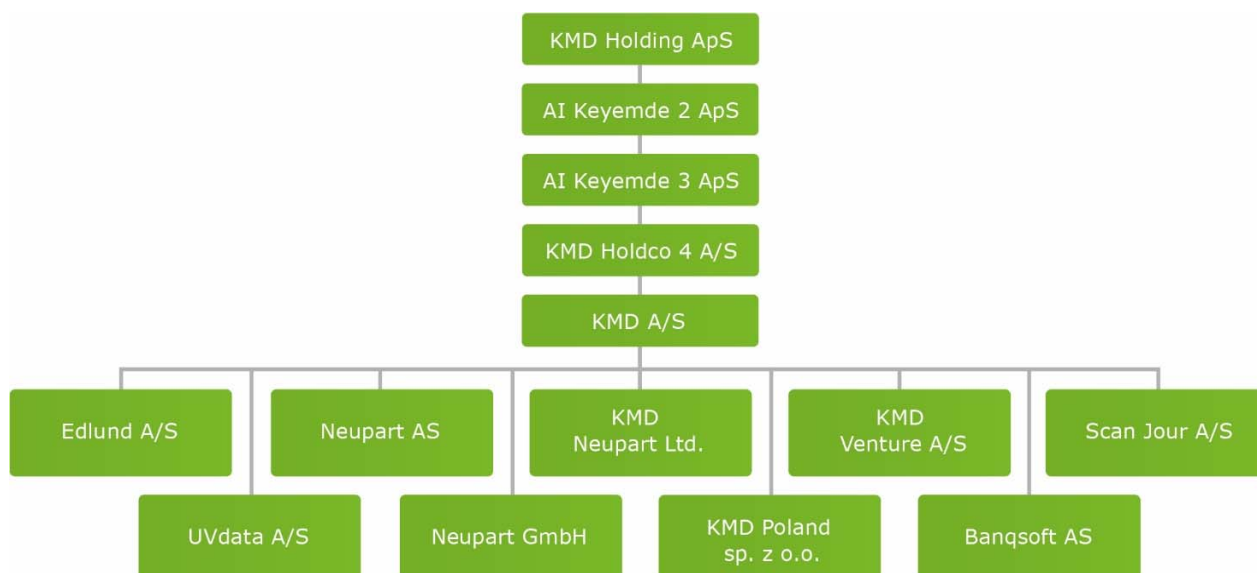 KMD Holding ApS
AI Keyemde 2 ApS
AI Keyemde 3 ApS
KMD Holdco 4 A/S
KMD A/S
Edlund A/S
Neupart AS
KMD
Neupart Ltd.
KMD
Venture A/S
Scan Jour A/S
UVdata A/S
Neupart GmbH
KMD Poland
sp. z o.o.
Banqsoft AS